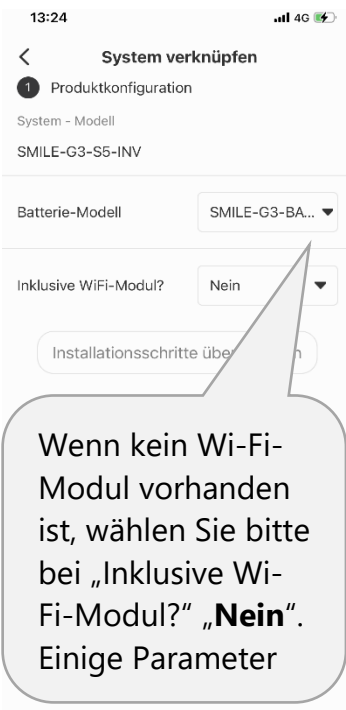 13:24
4G
System verknüpfen
1 Produktkonfiguration
System - Modell
SMILE-G3-S5-INV
Batterie-Modell SMILE-G3-BA...
Inklusive WiFi-Modul? Nein
Installationsschritte
Wenn kein Wi-Fi-
Modul vorhanden
ist, wählen Sie bitte
bei „Inklusive Wi-
Fi-Modul?“ „Nein“.
Einige Parameter